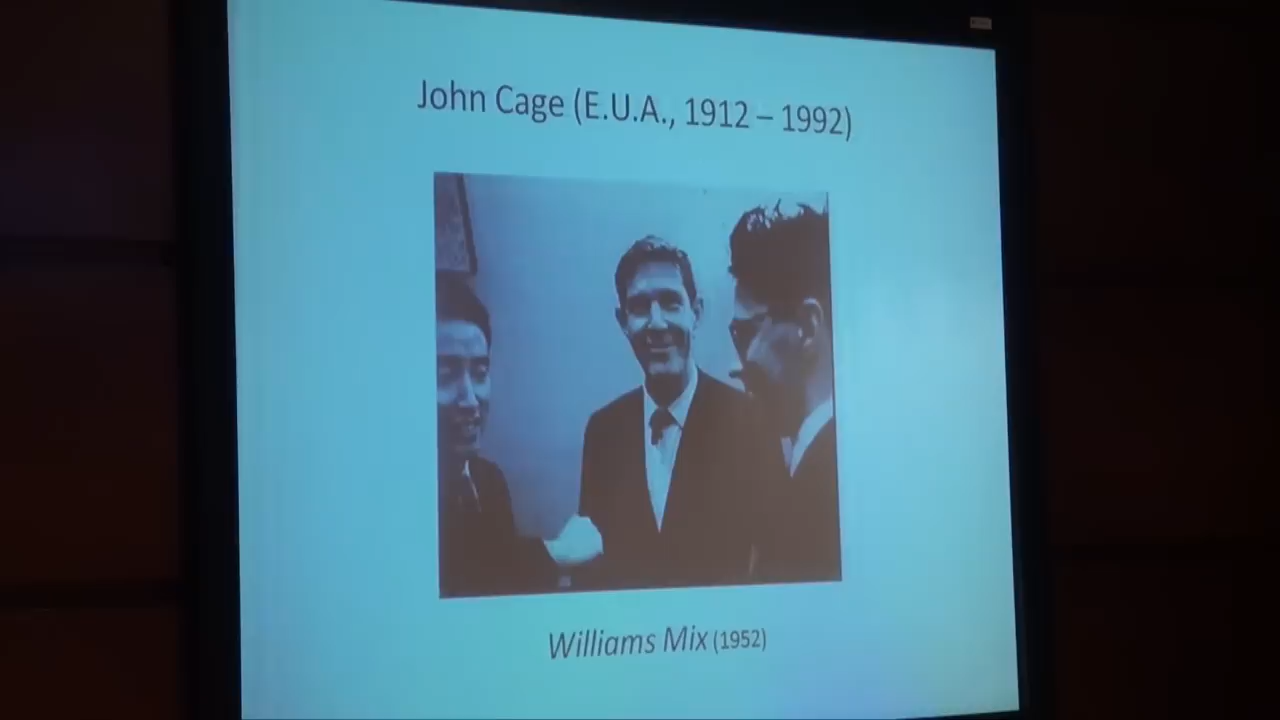 John Cage (E.U.A., 1912 – 1992)
Williams Mix (1952)